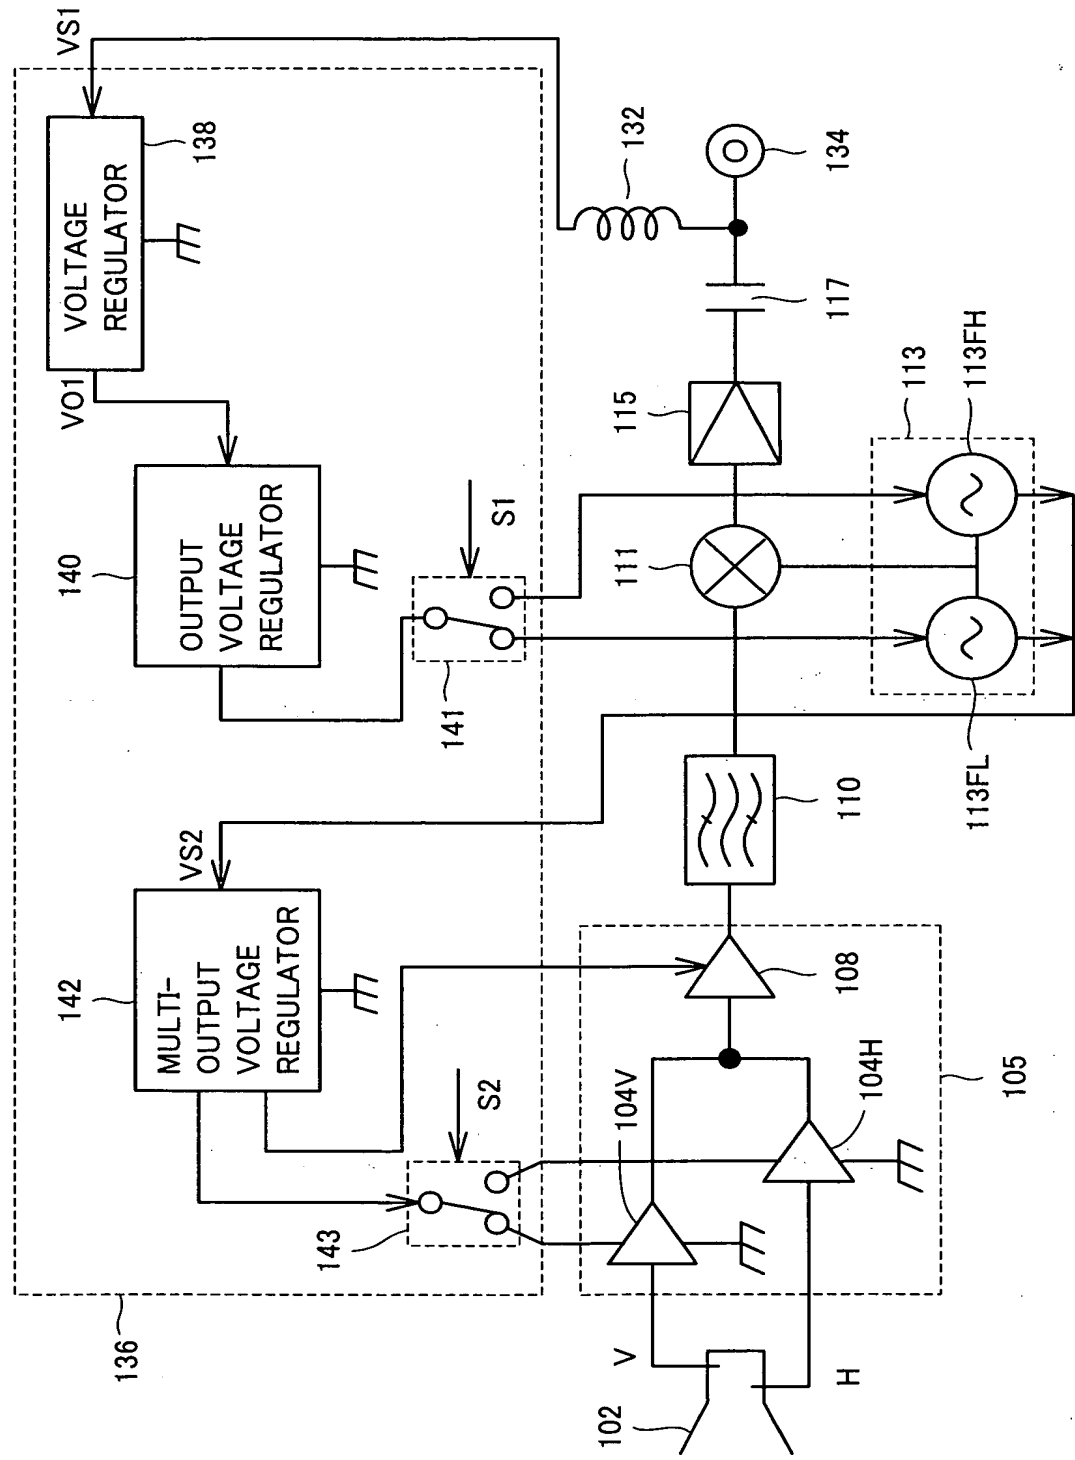 136
142
MULTI-
OUTPUT
VOLTAGE
REGULATOR
VS2
140
OUTPUT
VOLTAGE
REGULATOR
VO1
VOLTAGE
REGULATOR
138
VS1
143
S2
141
S1
132
102
V
H
104V
104H
105
108
110
111
115
117
134
113FL
113
113FH